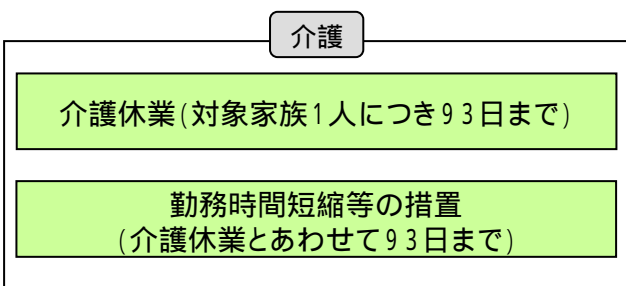 介護
介護休業(対象家族1人につき93日まで)
勤務時間短縮等の措置
(介護休業とあわせて93日まで)